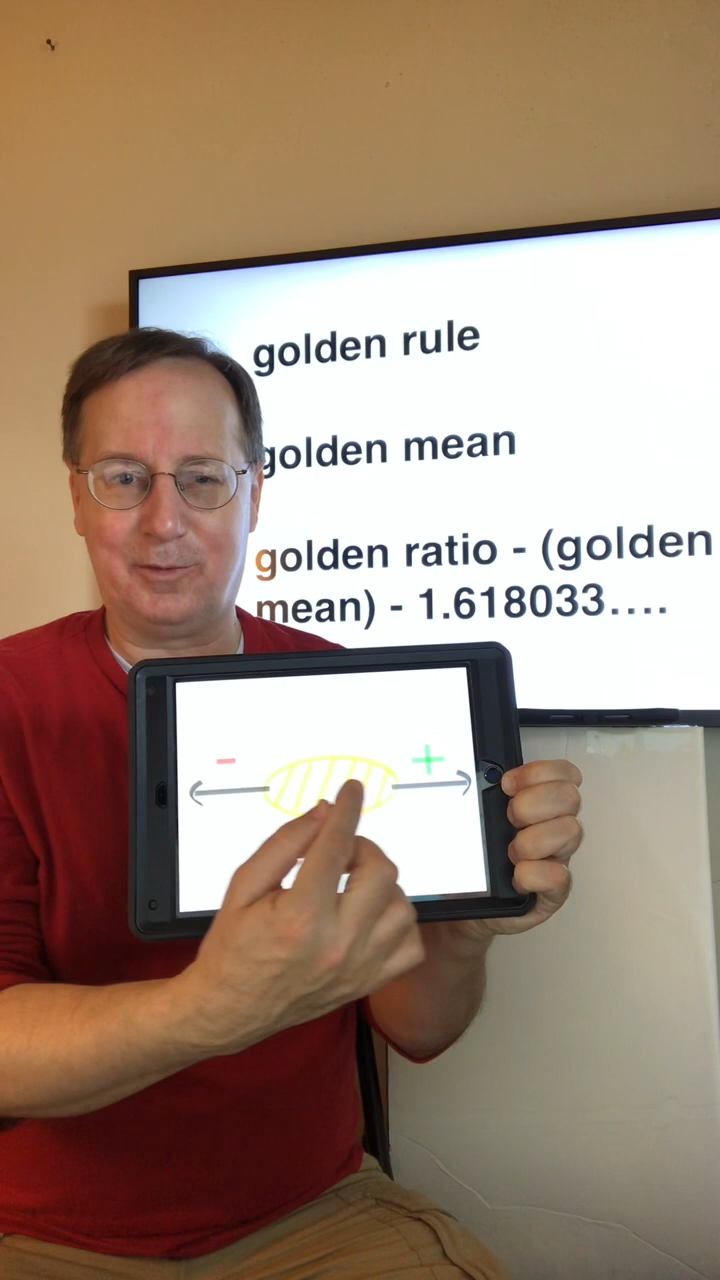 golden rule
golden mean
golden ratio - (golden
mean) - 1.618033....
- +